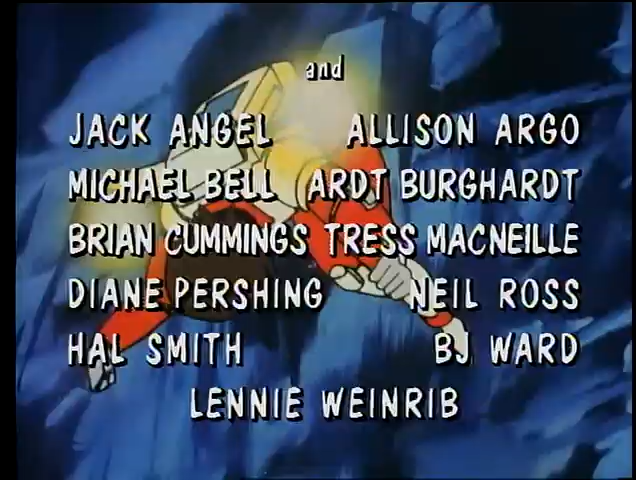 and
JACK ANGEL ALLISON ARGO
MICHAEL BELL ARDT BURGHARDT
BRIAN CUMMINGS TRESS MACNEILLE
DIANE PERSHING NEIL ROSS
HAL SMITH BJ WARD
LENNIE WEINRIB